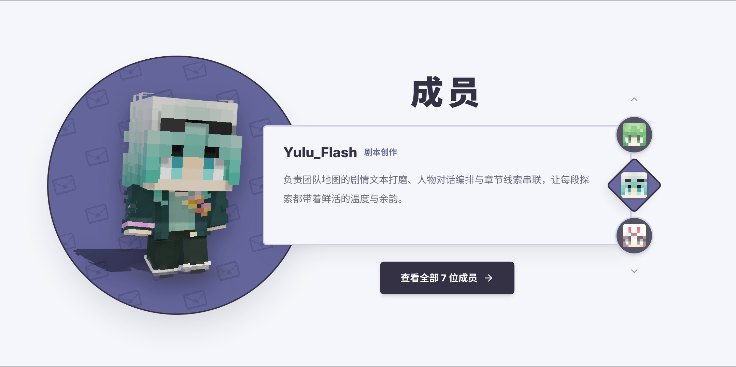 成员
Yulu_Flash 剧本创作
负责团队地图的剧情文本打磨、人物对话编排与章节线索串联，让每段探
索都带着鲜活的温度与余韵。
查看全部 7 位成员 →